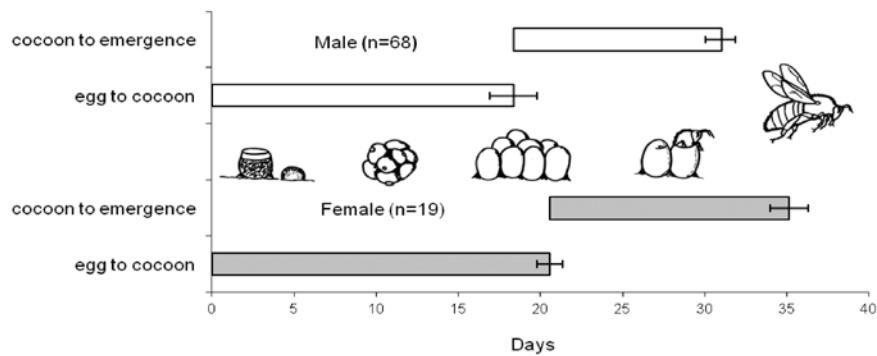 cocoon to emergence
Male (n=68)
egg to cocoon
cocoon to emergence
Female (n=19)
egg to cocoon
0 5 10 15 20 25 30 35 40
Days